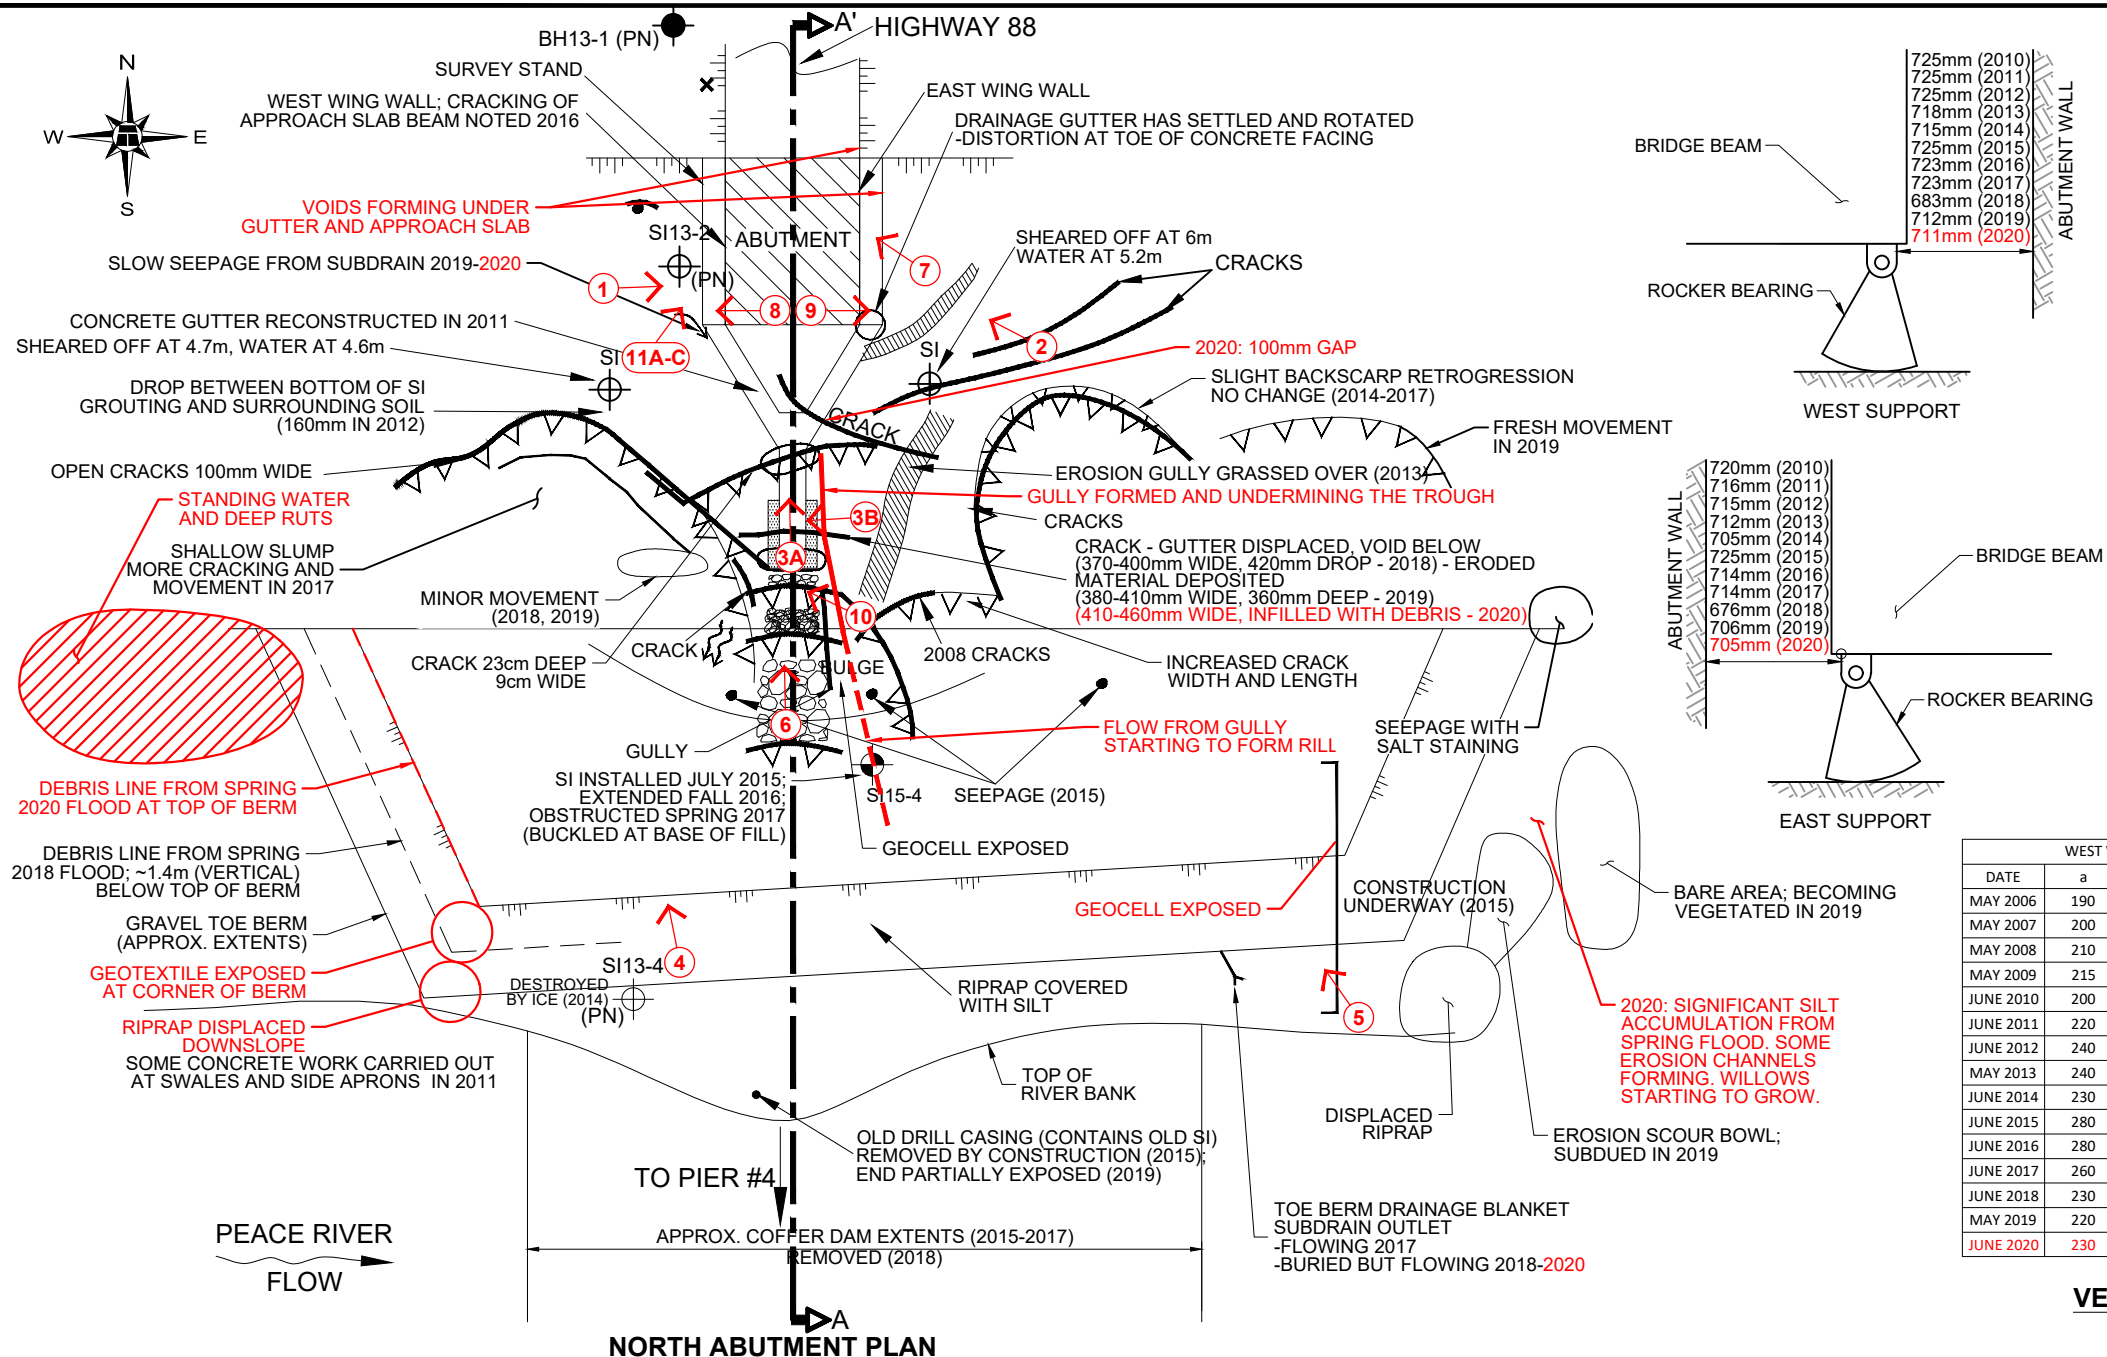 A'
HIGHWAY 88
BH13-1 (PN)
N
W
E
S
SURVEY STAND
WEST WING WALL; CRACKING OF
APPROACH SLAB BEAM NOTED 2016
EAST WING WALL
DRAINAGE GUTTER HAS SETTLED AND ROTATED
-DISTORTION AT TOE OF CONCRETE FACING
VOIDS FORMING UNDER
GUTTER AND APPROACH SLAB
SI13-2
(PN)
ABUTMENT
SHEARED OFF AT 6m
WATER AT 5.2m
CRACKS
SLOW SEEPAGE FROM SUBDRAIN 2019-2020
1
7
8
9
2
CONCRETE GUTTER RECONSTRUCTED IN 2011
SHEARED OFF AT 4.7m, WATER AT 4.6m
SI
11A-C
SI
2020: 100mm GAP
DROP BETWEEN BOTTOM OF SI
GROUTING AND SURROUNDING SOIL
(160mm IN 2012)
SLIGHT BACKSCARP RETROGRESSION
NO CHANGE (2014-2017)
CRACK
FRESH MOVEMENT
IN 2019
OPEN CRACKS 100mm WIDE
EROSION GULLY GRASSED OVER (2013)
STANDING WATER
AND DEEP RUTS
GULLY FORMED AND UNDERMINING THE TROUGH
3B
CRACKS
3A
SHALLOW SLUMP
MORE CRACKING AND
MOVEMENT IN 2017
CRACK - GUTTER DISPLACED, VOID BELOW
(370-400mm WIDE, 420mm DROP - 2018) - ERODED
MATERIAL DEPOSITED
(380-410mm WIDE, 360mm DEEP - 2019)
(410-460mm WIDE, INFILLED WITH DEBRIS - 2020)
MINOR MOVEMENT
(2018, 2019)
10
CRACK
CRACK 23cm DEEP
9cm WIDE
BULGE
2008 CRACKS
INCREASED CRACK
WIDTH AND LENGTH
6
GULLY
FLOW FROM GULLY
STARTING TO FORM RILL
SEEPAGE WITH
SALT STAINING
DEBRIS LINE FROM SPRING
2020 FLOOD AT TOP OF BERM
SI INSTALLED JULY 2015;
EXTENDED FALL 2016;
OBSTRUCTED SPRING 2017
(BUCKLED AT BASE OF FILL)
SI15-4
SEEPAGE (2015)
GEOCELL EXPOSED
DEBRIS LINE FROM SPRING
2018 FLOOD; ~1.4m (VERTICAL)
BELOW TOP OF BERM
GRAVEL TOE BERM
(APPROX. EXTENTS)
GEOCELL EXPOSED
CONSTRUCTION
UNDERWAY (2015)
BARE AREA; BECOMING
VEGETATED IN 2019
GEOTEXTILE EXPOSED
AT CORNER OF BERM
SI13-4
4
DESTROYED
BY ICE (2014)
(PN)
RIPRAP COVERED
WITH SILT
5
RIPRAP DISPLACED
DOWNSLOPE
SOME CONCRETE WORK CARRIED OUT
AT SWALES AND SIDE APRONS IN 2011
2020: SIGNIFICANT SILT
ACCUMULATION FROM
SPRING FLOOD. SOME
EROSION CHANNELS
FORMING. WILLOWS
STARTING TO GROW.
TOP OF
RIVER BANK
DISPLACED
RIPRAP
EROSION SCOUR BOWL;
SUBDUED IN 2019
OLD DRILL CASING (CONTAINS OLD SI)
REMOVED BY CONSTRUCTION (2015);
END PARTIALLY EXPOSED (2019)
TO PIER #4
TOE BERM DRAINAGE BLANKET
SUBDRAIN OUTLET
-FLOWING 2017
-BURIED BUT FLOWING 2018-2020
PEACE RIVER
FLOW
APPROX. COFFER DAM EXTENTS (2015-2017)
REMOVED (2018)
A
NORTH ABUTMENT PLAN
725mm (2010)
725mm (2011)
725mm (2012)
718mm (2013)
715mm (2014)
725mm (2015)
723mm (2016)
723mm (2017)
683mm (2018)
712mm (2019)
711mm (2020)
ABUTMENT WALL
BRIDGE BEAM
ROCKER BEARING
WEST SUPPORT
720mm (2010)
716mm (2011)
715mm (2012)
712mm (2013)
705mm (2014)
725mm (2015)
714mm (2016)
714mm (2017)
676mm (2018)
706mm (2019)
705mm (2020)
ABUTMENT WALL
BRIDGE BEAM
ROCKER BEARING
EAST SUPPORT
WEST
DATE a
MAY 2006 190
MAY 2007 200
MAY 2008 210
MAY 2009 215
JUNE 2010 200
JUNE 2011 220
JUNE 2012 240
MAY 2013 240
JUNE 2014 230
JUNE 2015 280
JUNE 2016 280
JUNE 2017 260
JUNE 2018 230
MAY 2019 220
JUNE 2020 230
VE